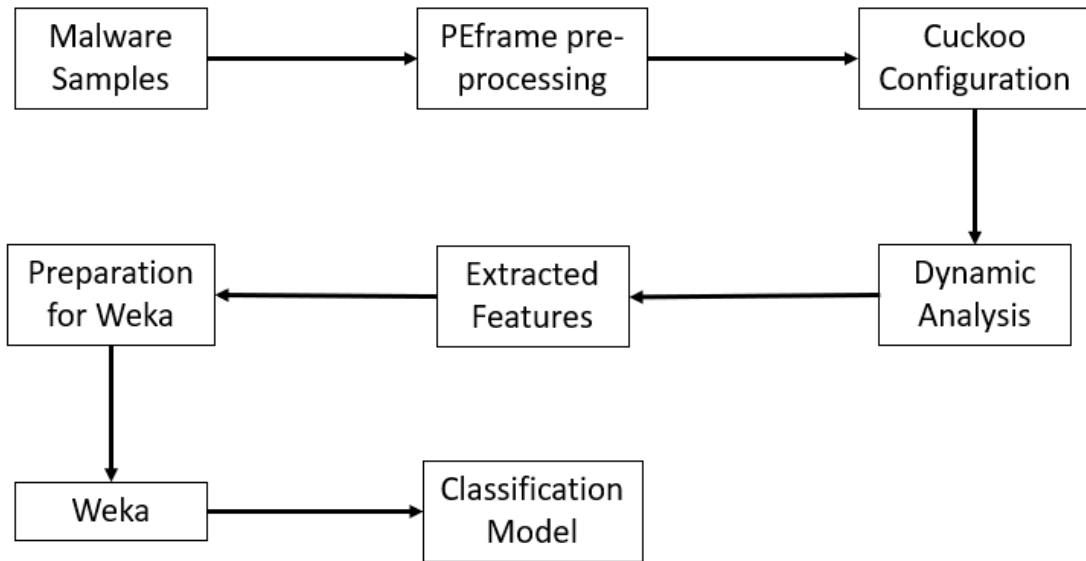 Malware
Samples
PEframe pre-
processing
Cuckoo
Configuration
Dynamic
Analysis
Extracted
Features
Preparation
for Weka
Weka
Classification
Model